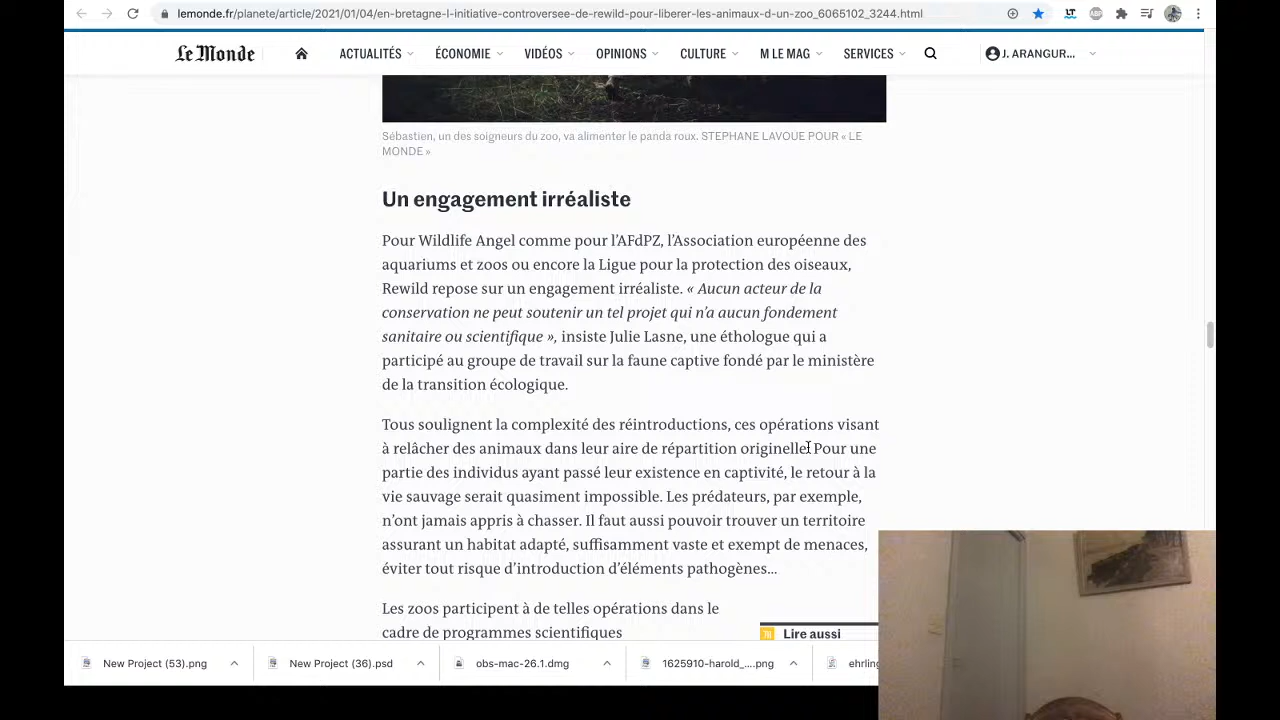 lemonde.fr/planete/article/2021/01/04/en-bretagne-l-initiative-controversee-de-rewild-pour-liberer-les-animaux-d-un-zoo_6065102_3244.html
Le Monde ACTUALITÉS ÉCONOMIE VIDÉOS OPINIONS CULTURE M LE MAG SERVICES J. ARANGUR...
Sébastien, un des soigneurs du zoo, va alimenter le panda roux. STEPHANE LAVOUE POUR « LE
MONDE »
Un engagement irréaliste
Pour Wildlife Angel comme pour l’AFdPZ, l’Association européenne des
aquariums et zoos ou encore la Ligue pour la protection des oiseaux,
Rewild repose sur un engagement irréaliste. « Aucun acteur de la
conservation ne peut soutenir un tel projet qui n’a aucun fondement
sanitaire ou scientifique », insiste Julie Lasne, une éthologue qui a
participé au groupe de travail sur la faune captive fondé par le ministère
de la transition écologique.
Tous soulignent la complexité des réintroductions, ces opérations visant
à relâcher des animaux dans leur aire de répartition originelle. Pour une
partie des individus ayant passé leur existence en captivité, le retour à la
vie sauvage serait quasiment impossible. Les prédateurs, par exemple,
n’ont jamais appris à chasser. Il faut aussi pouvoir trouver un territoire
assurant un habitat adapté, suffisamment vaste et exempt de menaces,
éviter tout risque d’introduction d’éléments pathogènes...
Les zoos participent à de telles opérations dans le
cadre de programmes scientifiques
Lire aussi
New Project (53).png New Project (36).psd obs-mac-26.1.dmg 1625910-harold_....png ehrling